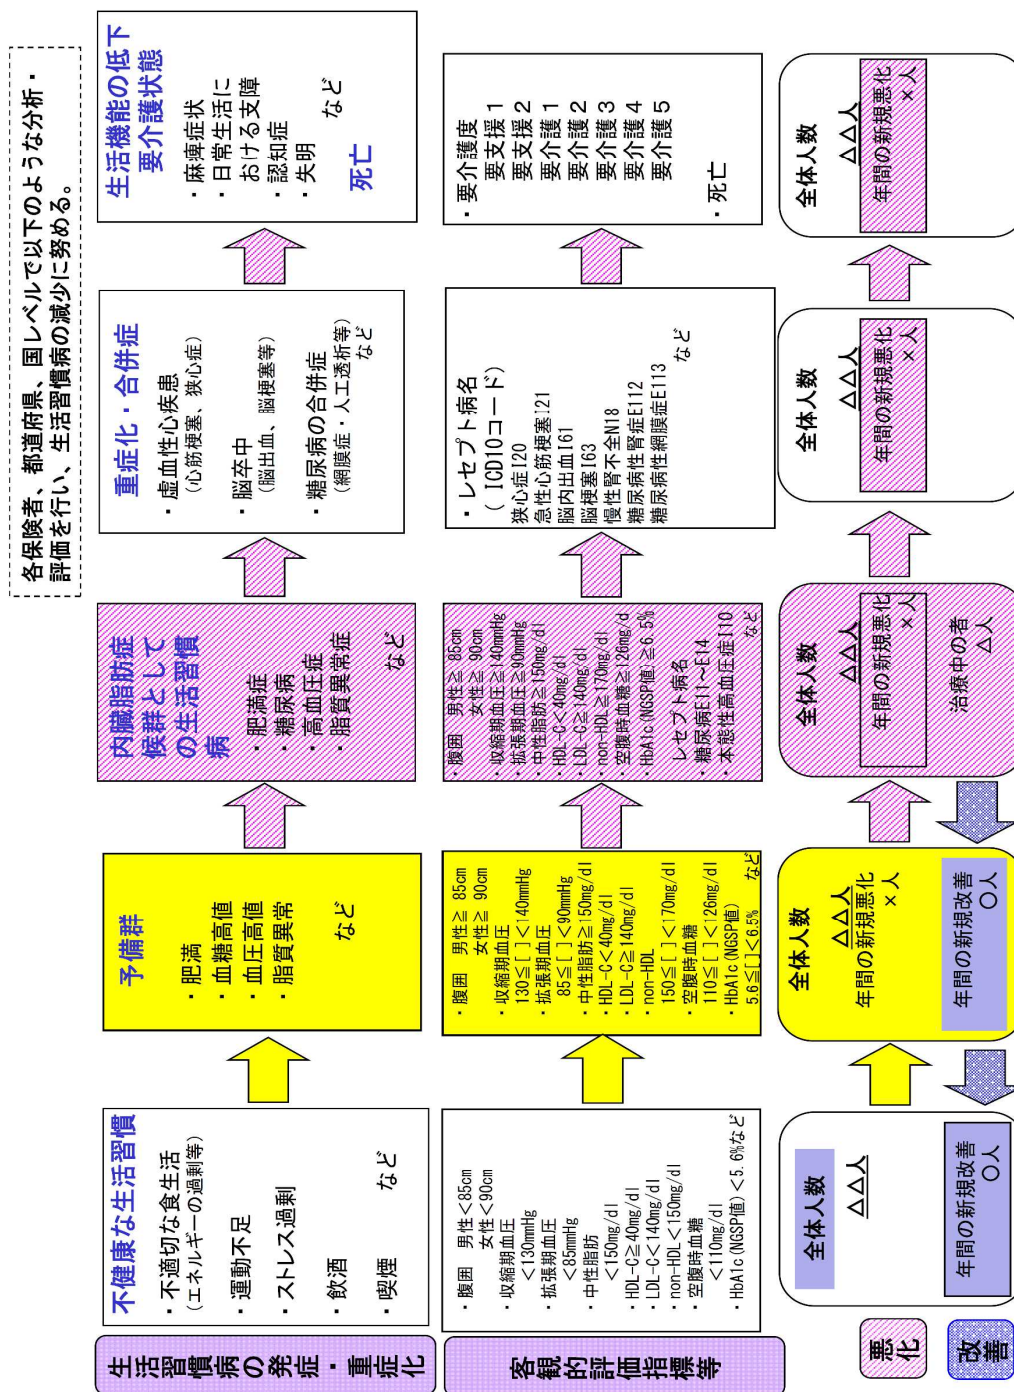 各保険者、都道府県、国レベルで以下のような分析・
評価を行い、生活習慣病の減少に努める。
生活習慣病の発症・重症化
不健康な生活習慣
・不適切な食生活
(エネルギーの過剰等)
・運動不足
・ストレス過剰
・飲酒
・喫煙
など
予備群
・肥満
・血糖高値
・血圧高値
・脂質異常
など
内臓脂肪症
候群として
の生活習慣
病
・肥満症
・糖尿病
・高血圧症
・脂質異常症
など
重症化・合併症
・虚血性心疾患
(心筋梗塞、狭心症)
・脳卒中
(脳出血、脳梗塞等)
・糖尿病の合併症
(網膜症・人工透析等)
など
生活機能の低下
要介護状態
・麻痺症状
・日常生活に
おける支障
・認知症
・失明
など
死亡
客観的評価指標等
・腹囲 男性<85cm
女性<90cm
・収縮期血圧
<130mmHg
・拡張期血圧
<85mmHg
・中性脂肪
<150mg/dl
・HDL-C≧40mg/dl
・LDL-C<140mg/dl
・non-HDL<150mg/dl
・空腹時血糖
<110mg/dl
・HbA1c(NGSP値)<5.6%など
・腹囲 男性≧ 85cm
女性≧ 90cm
・収縮期血圧
130≦[ ]<140mmHg
・拡張期血圧
85≦[ ]<90mmHg
・中性脂肪≧150mg/dl
・HDL-C<40mg/dl
・LDL-C≧140mg/dl
・non-HDL
150≦[ ]<170mg/dl
・空腹時血糖
110≦[ ]<126mg/dl
・HbA1c(NGSP値)
5.6≦[ ]<6.5%
など
・腹囲 男性≧ 85cm
女性≧ 90cm
・収縮期血圧≧140mmHg
・拡張期血圧≧90mmHg
・中性脂肪≧150mg/dl
・HDL-C<40mg/dl
・LDL-C≧140mg/dl
・non-HDL≧170mg/dl
・空腹時血糖≧126mg/d
・HbA1c(NGSP値)≧6.5%
レセプト病名
・糖尿病E11～E14
・本態性高血圧症I10
など
・レセプト病名
(ICD10コード)
狭心症I20
急性心筋梗塞I21
脳内出血I61
脳梗塞I63
慢性腎不全N18
糖尿病性腎症E112
糖尿病性網膜症E113
など
・要介護度
要支援１
要支援２
要介護１
要介護２
要介護３
要介護４
要介護５
・死亡
悪化
改善
全体人数
△△人
年間の新規改善
〇人
全体人数
△△人
年間の新規悪化
×人
年間の新規改善
〇人
全体人数
△△人
年間の新規悪化
×人
治療中の者
△人
全体人数
△△人
年間の新規悪化
×人
全体人数
△△人
年間の新規悪化
×人